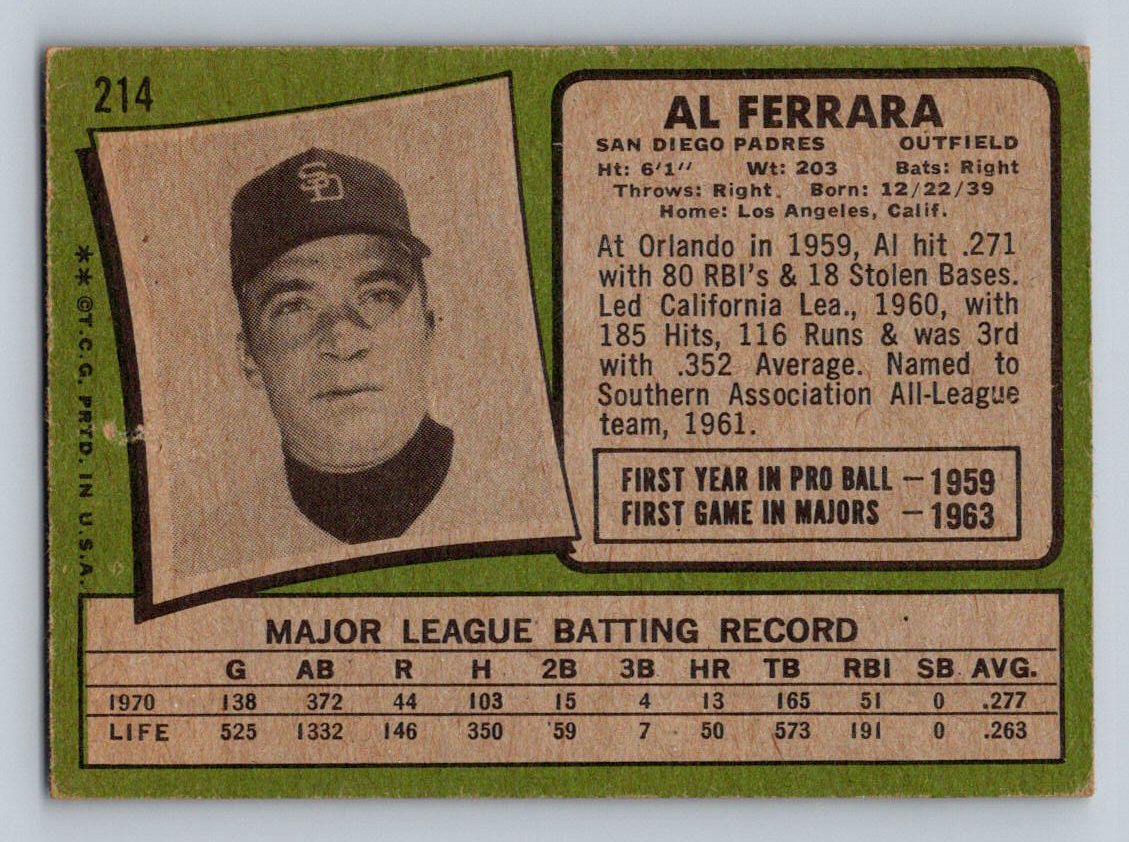 214
** ©T.C.G. PRTD. IN U.S.A.
SD
AL FERRARA
SAN DIEGO PADRES OUTFIELD
Ht: 6'1" Wt: 203 Bats: Right
Throws: Right Born: 12/22/39
Home: Los Angeles, Calif.
At Orlando in 1959, Al hit .271
with 80 RBI's & 18 Stolen Bases.
Led California Lea., 1960, with
185 Hits, 116 Runs & was 3rd
with .352 Average. Named to
Southern Association All-League
team, 1961.
FIRST YEAR IN PRO BALL — 1959
FIRST GAME IN MAJORS — 1963
MAJOR LEAGUE BATTING RECORD
G AB R H 2B 3B HR TB RBI SB AVG.
1970 138 372 44 103 15 4 13 165 51 0 .277
LIFE 525 1332 146 350 59 7 50 573 191 0 .263